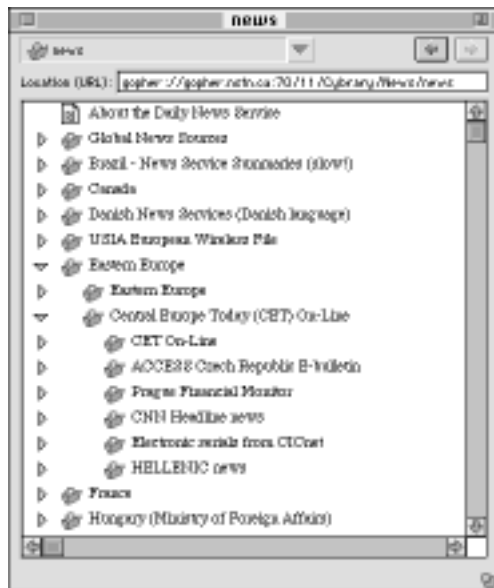 news
news
Location (URL): gopher://gopher.nstn.ca:70/11/Cybrary/News/news
About the Daily News Service
Global News Sources
Brazil - News Service Summaries (slow!)
Canada
Danish News Services (Danish language)
USIA European Wireless File
Eastern Europe
Eastern Europe
Central Europe Today (CET) On-Line
CET On-Line
ACCESS Czech Republic E-bulletin
Prague Financial Monitor
CNN Headline news
Electronic serials from CICnet
HELLENIC news
France
Hungary (Ministry of Foreign Affairs)